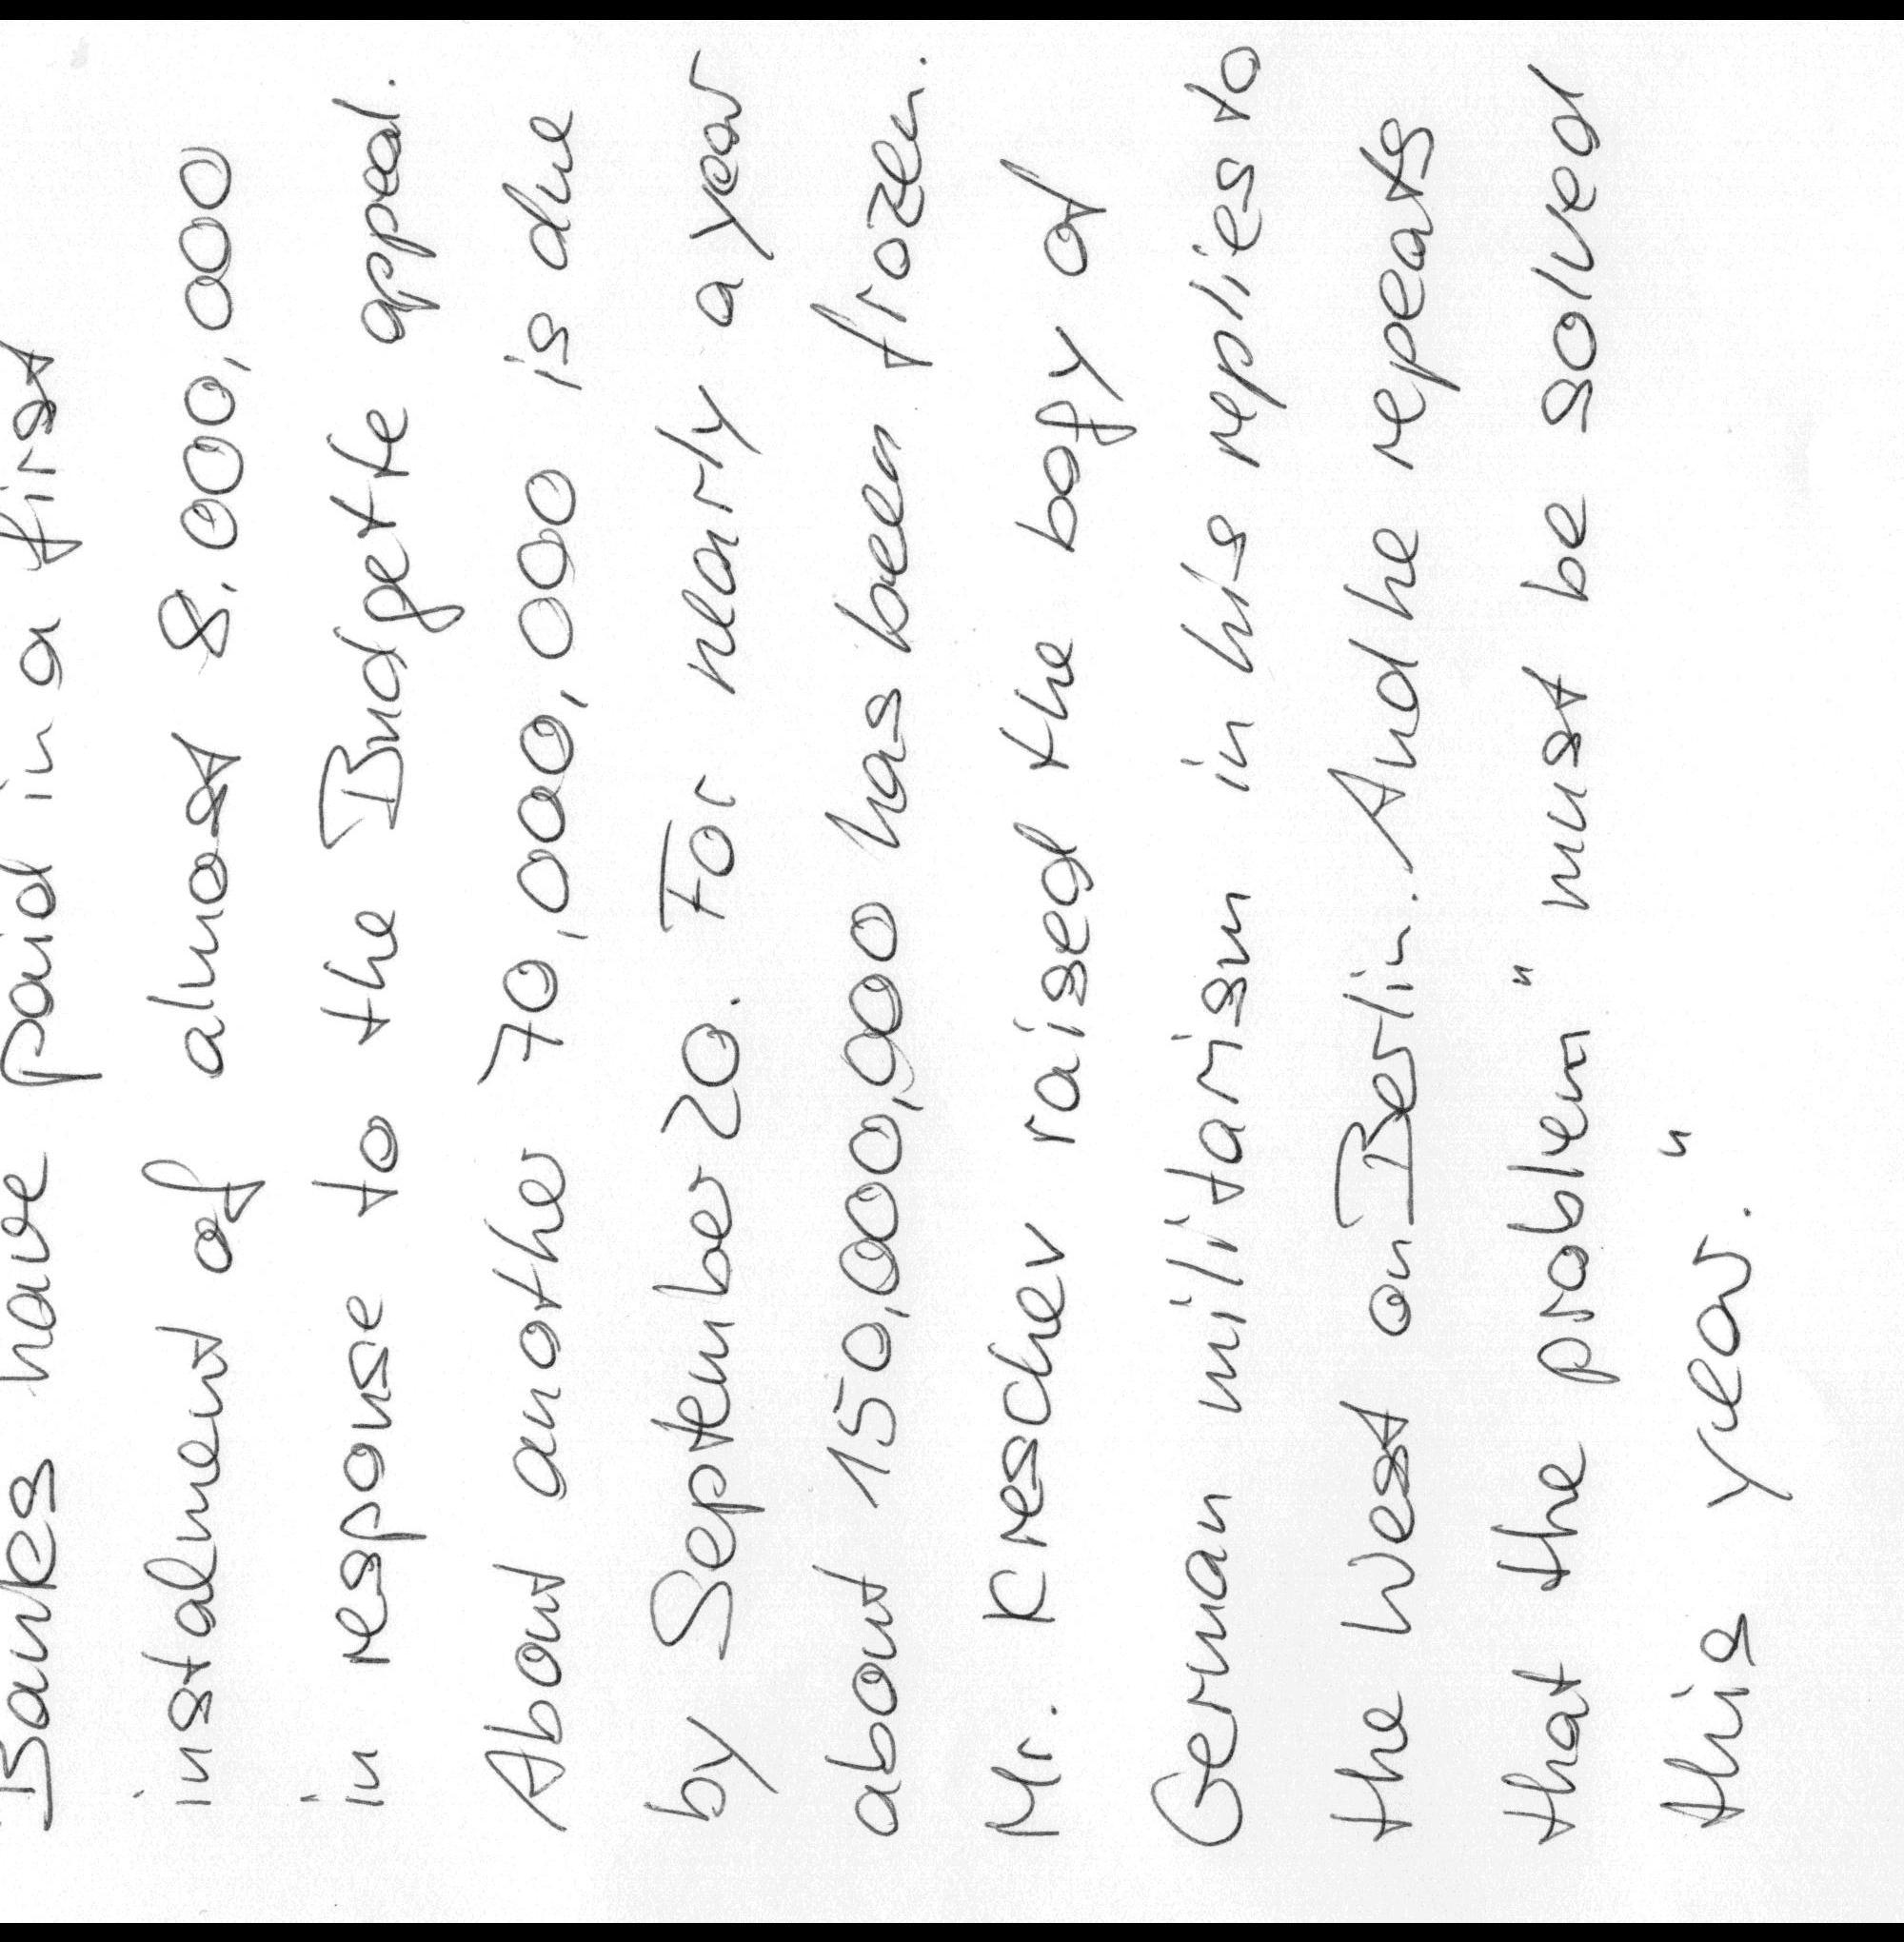 Banks have paid in a first
instalment of almost 8,000,000
in response to the Budgette appeal.
About another 70,000,000 is due
by September 20. For nearly a year
about 150,000,000 has been frozen.
Mr. Kreschev raised the bofy of
German militarism in his replies to
the West on Berlin. And he repeats
that the problem " must be solved
this year. "